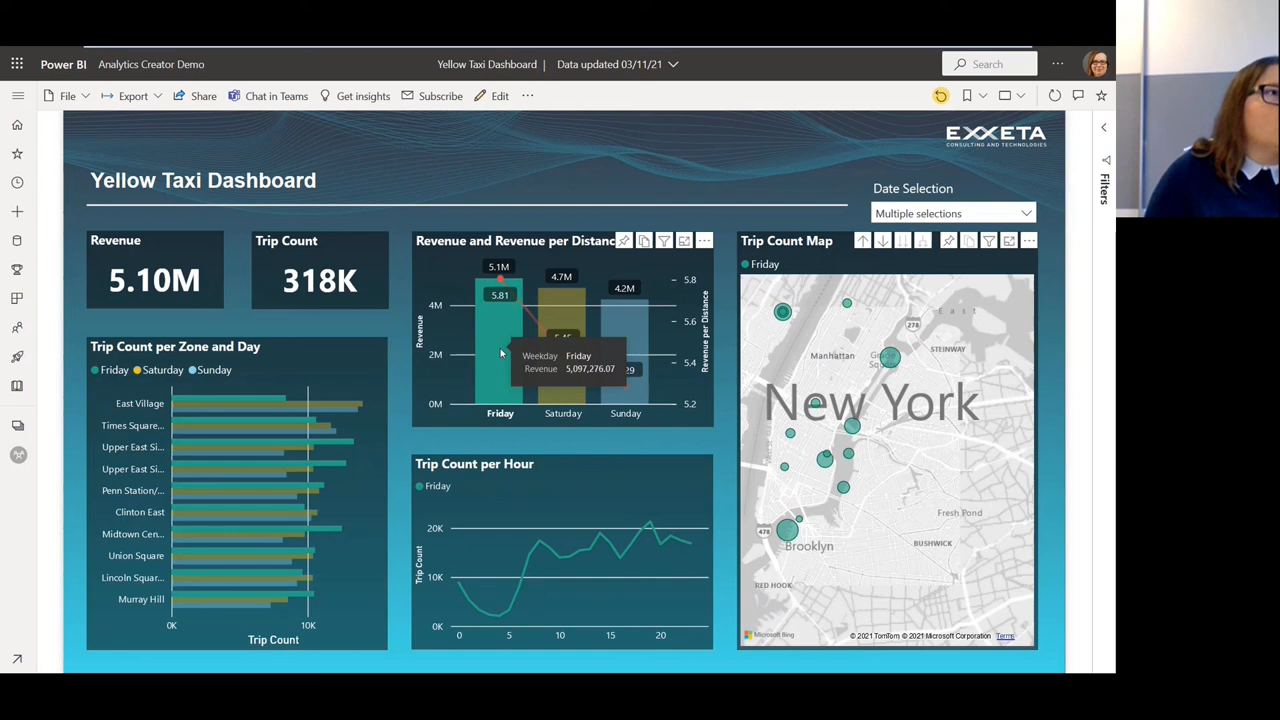 Power BI Analytics Creator Demo
Yellow Taxi Dashboard | Data updated 03/11/21
Search
File Export Share Chat in Teams Get insights Subscribe Edit
EXXETA
CONSULTING AND TECHNOLOGIES
Filters
Yellow Taxi Dashboard
Date Selection
Multiple selections
Revenue
5.10M
Trip Count
318K
Trip Count per Zone and Day
Friday Saturday Sunday
East Village
Times Square...
Upper East Si...
Upper East Si...
Penn Station/...
Clinton East
Midtown Cen...
Union Square
Lincoln Squar...
Murray Hill
0K 10K
Trip Count
Revenue and Revenue per Distanc
5.1M
4.7M
4.2M
5.81
4M
2M
0M
Revenue
5.8
5.6
5.4
5.2
Revenue per Distance
Weekday Friday
Revenue 5,097,276.07
Friday Saturday Sunday
Trip Count per Hour
Friday
20K
10K
0K
Trip Count
0 5 10 15 20
Trip Count Map
Friday
East
278
STEINWAY
Manhattan
New York
Fresh Pond
478
Brooklyn
BUSHWICK
RED HOOK
Microsoft Bing
© 2021 TomTom © 2021 Microsoft Corporation Terms